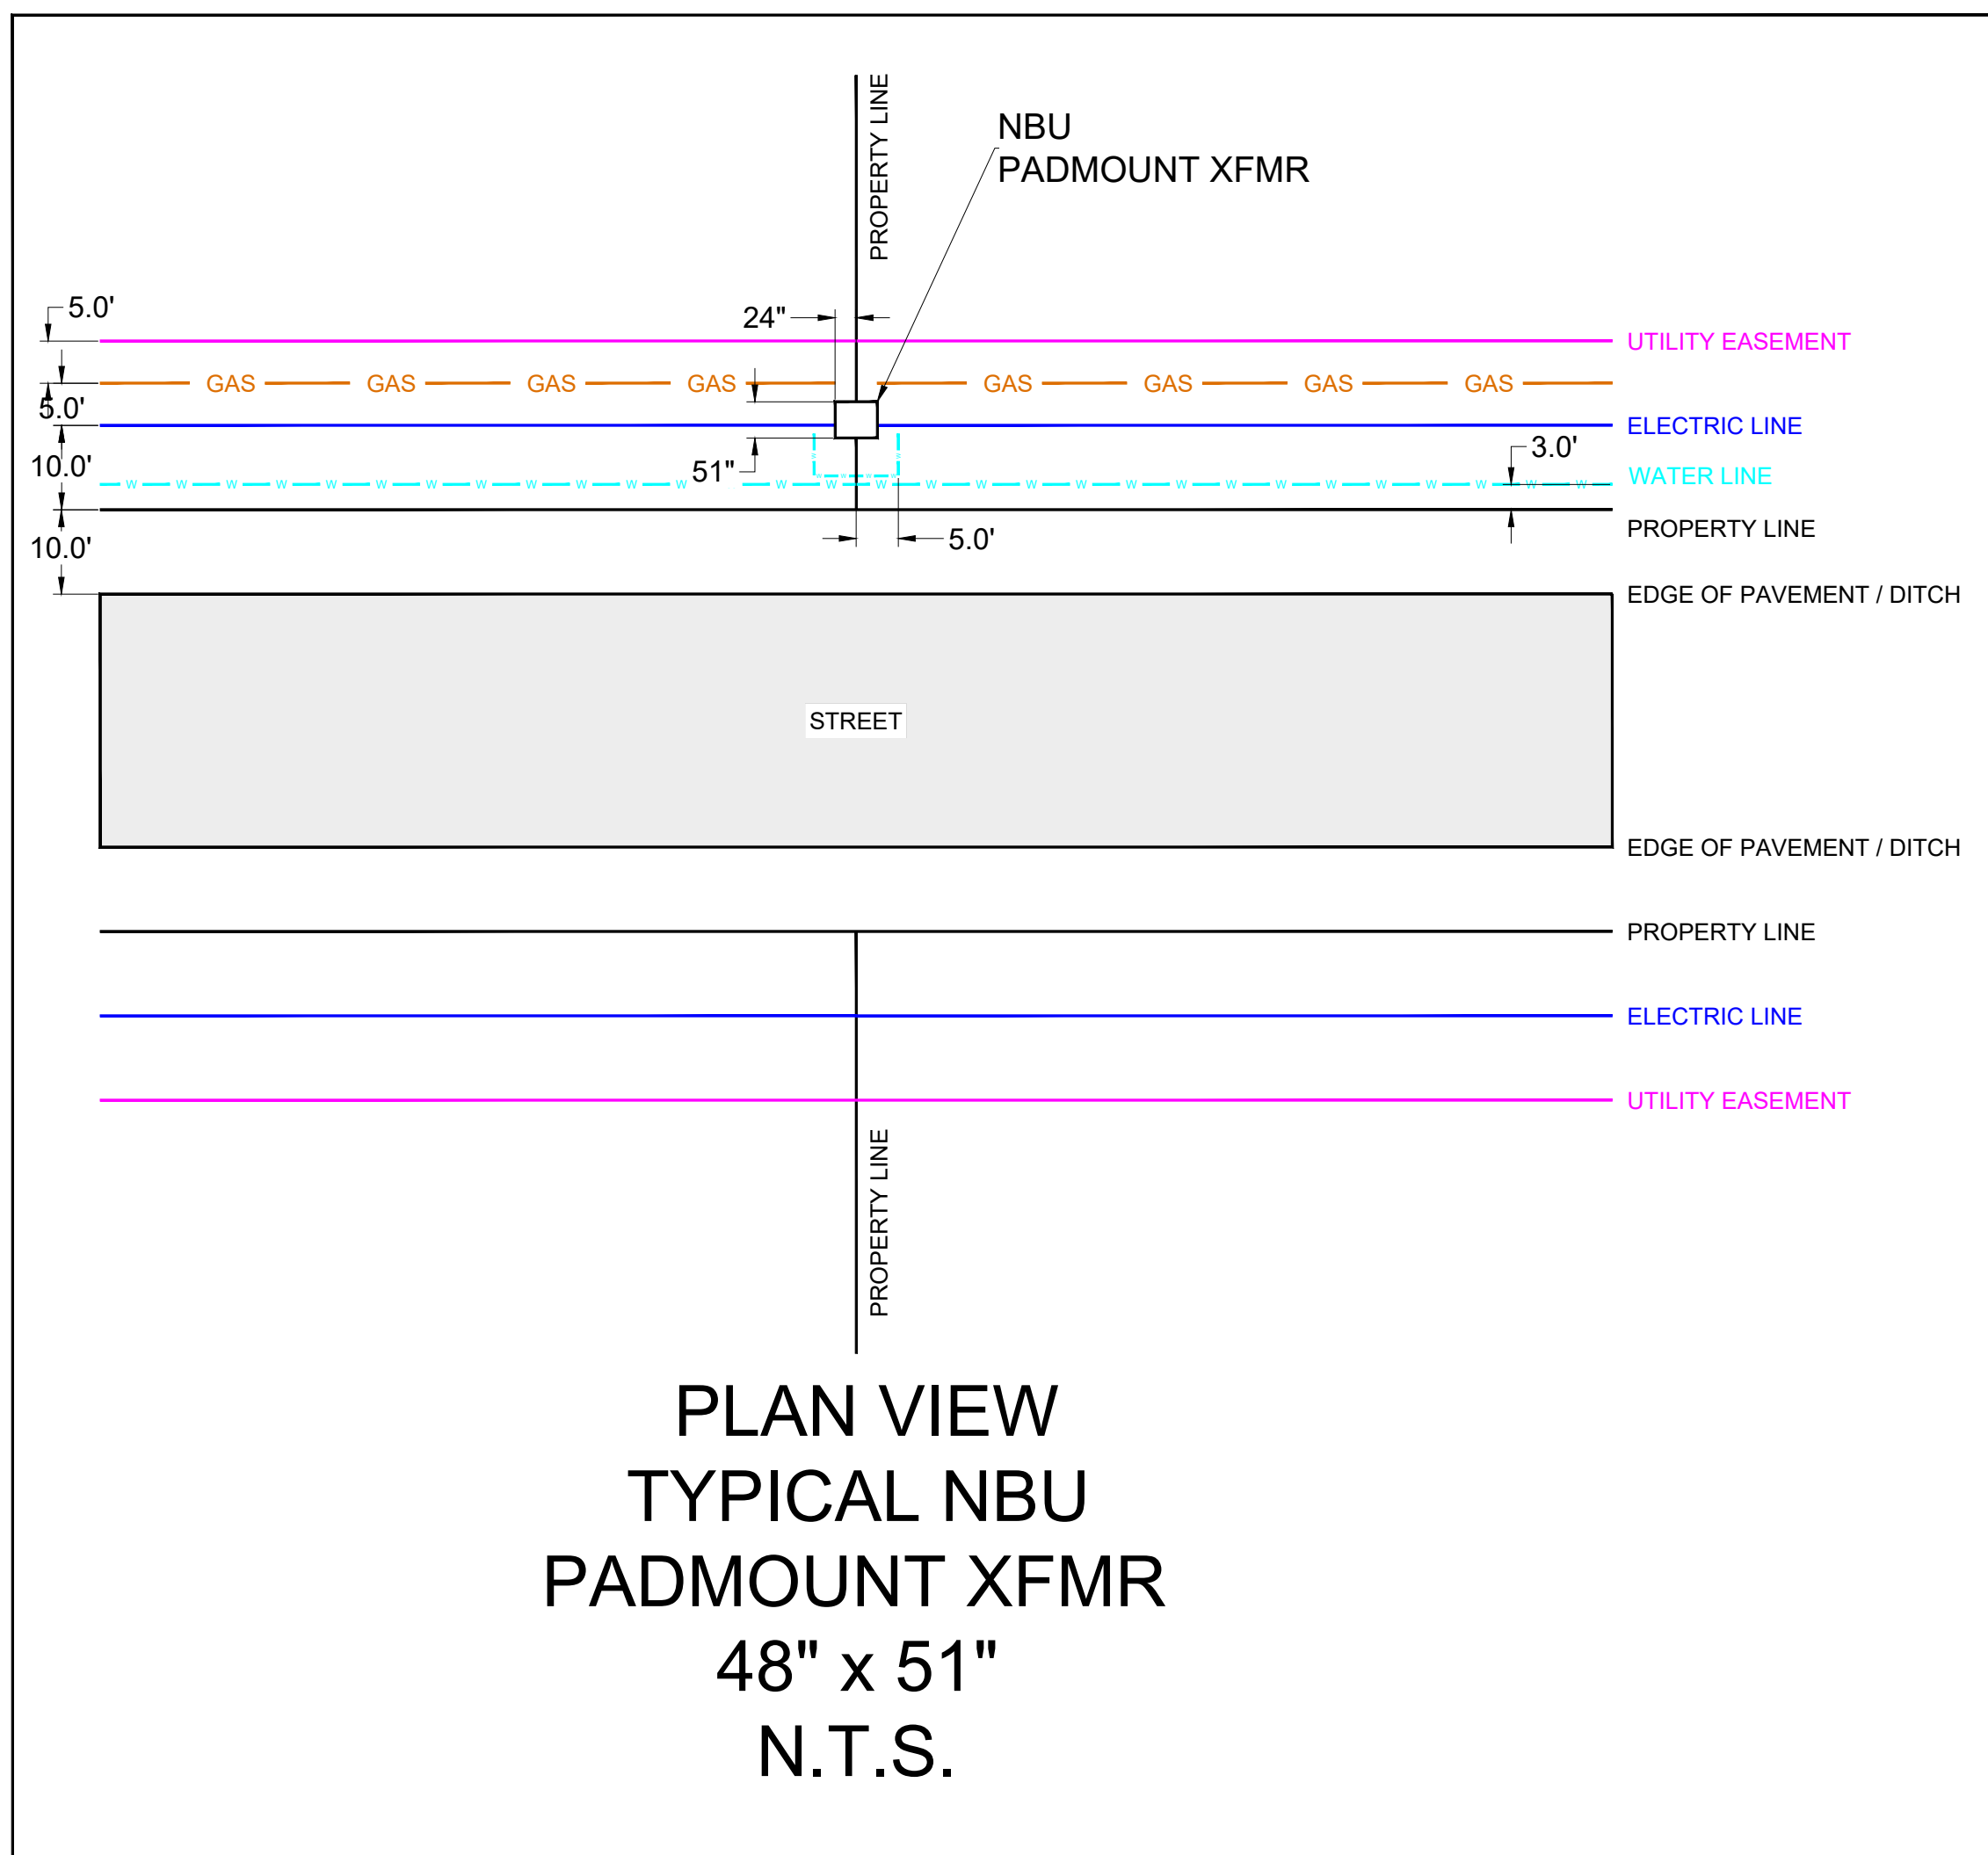 PROPERTY LINE
NBU
PADMOUNT XFMR
5.0'
24"
UTILITY EASEMENT
GAS GAS GAS GAS GAS GAS GAS GAS
5.0'
ELECTRIC LINE
10.0'
51"
3.0'
WATER LINE
W W W W W W W W W W W W W W W W W W W W W W W W W W W W W W W W W W W
PROPERTY LINE
10.0'
5.0'
EDGE OF PAVEMENT / DITCH
STREET
EDGE OF PAVEMENT / DITCH
PROPERTY LINE
ELECTRIC LINE
UTILITY EASEMENT
PROPERTY LINE
PLAN VIEW
TYPICAL NBU
PADMOUNT XFMR
48" x 51"
N.T.S.